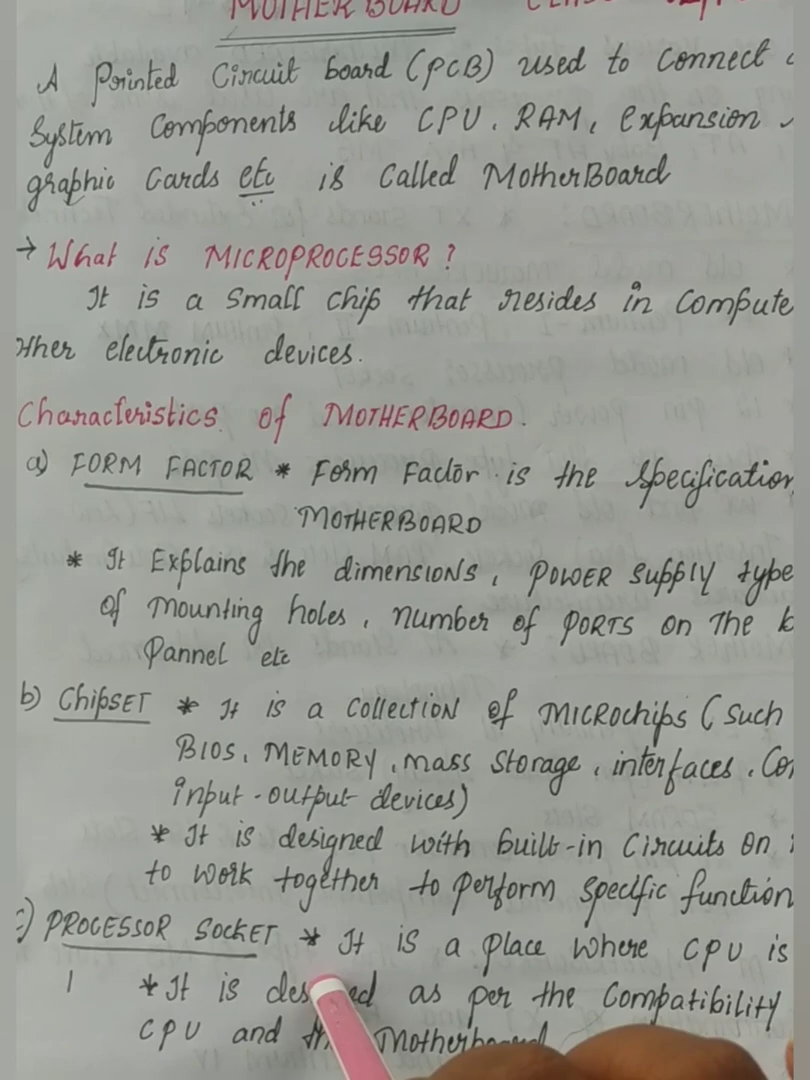 MOTHER BOARD
A Printed Circuit board (PCB) used to Connect
System Components like CPU, RAM, Expansion
graphic Cards etc is Called MotherBoard
→ What is MICROPROCESSOR?
It is a small chip that resides in Compute
other electronic devices.
Characteristics of MOTHERBOARD.
a) FORM FACTOR * Form Factor is the Specification
MOTHERBOARD
* It Explains the dimensions, POWER Supply type
of mounting holes, number of PORTS on The
Pannel etc
b) ChipSET * It is a Collection of MICROchips (Such
BIOS, MEMORY, mass Storage, interfaces,
input-output devices)
* It is designed with built-in Circuits on
to work together to perform specific function
c) PROCESSOR SOCKET * It is a place where CPU is
* It is designed as per the Compatibility
CPU and the Motherboard